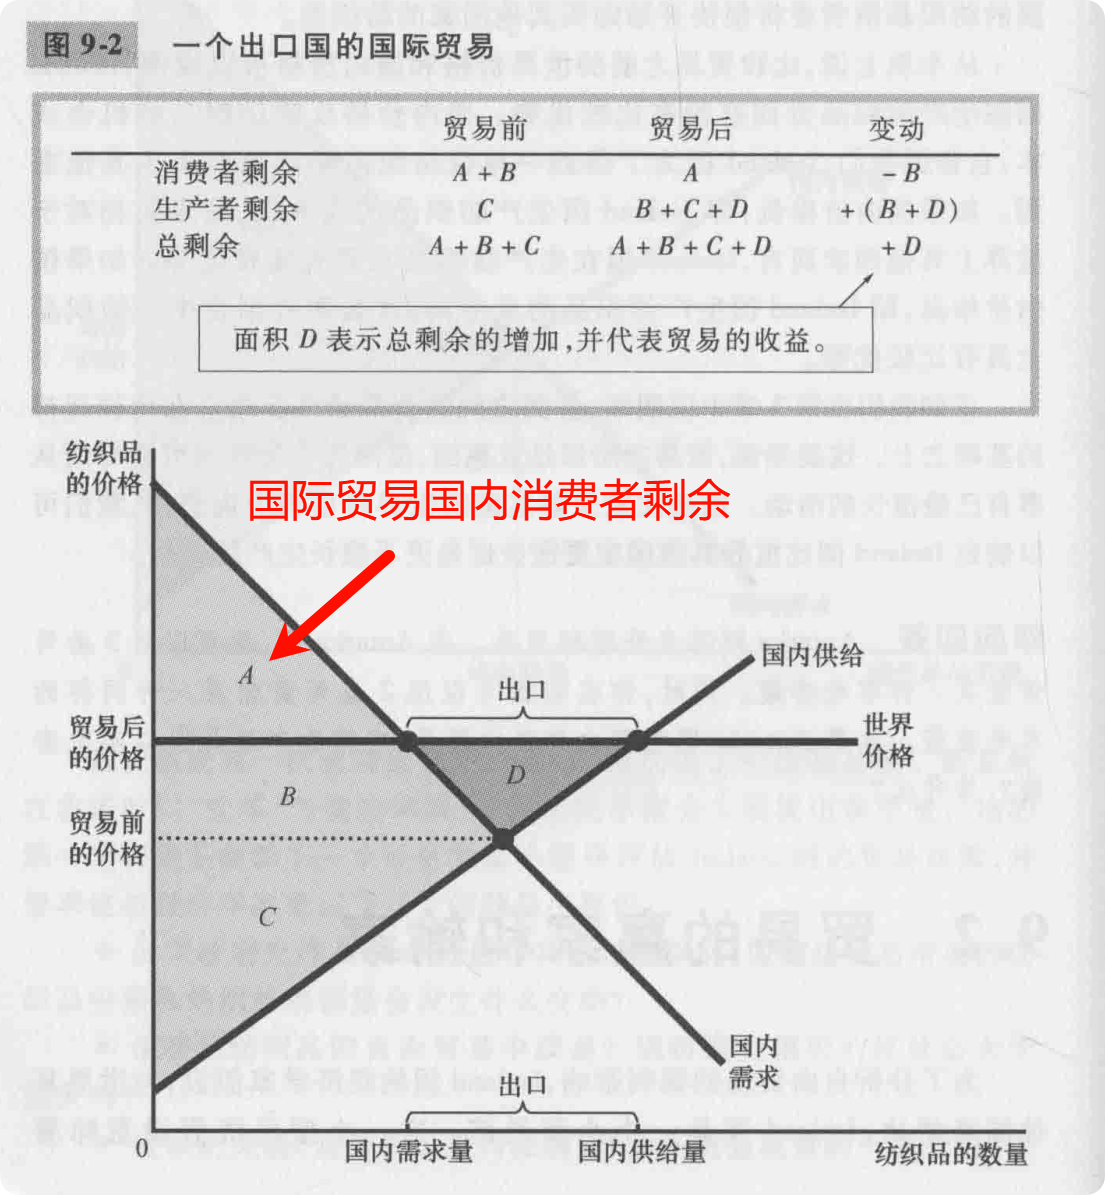 图 9-2 一个出口国的国际贸易
贸易前 贸易后 变动
消费者剩余 A + B A - B
生产者剩余 C B + C + D + (B + D)
总剩余 A + B + C A + B + C + D + D
面积 D 表示总剩余的增加,并代表贸易的收益。
纺织品
的价格
国际贸易国内消费者剩余
A
国内供给
出口
贸易后
的价格
世界
价格
D
B
贸易前
的价格
C
国内
需求
出口
0 国内需求量 国内供给量 纺织品的数量